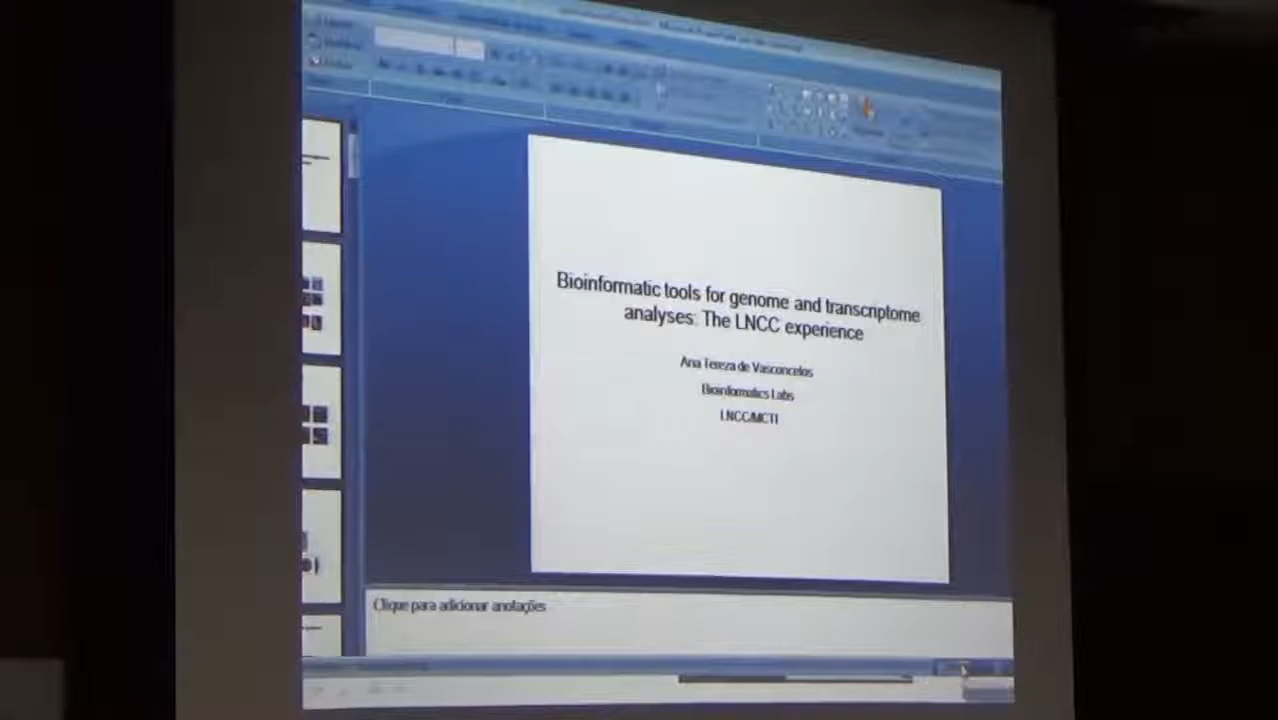 Bioinformatic tools for genome and transcriptome
analyses: The LNCC experience
Ana Tereza de Vasconcelos
Bioinformatics Labs
LNCC/MCTI
Clique para adicionar anotações